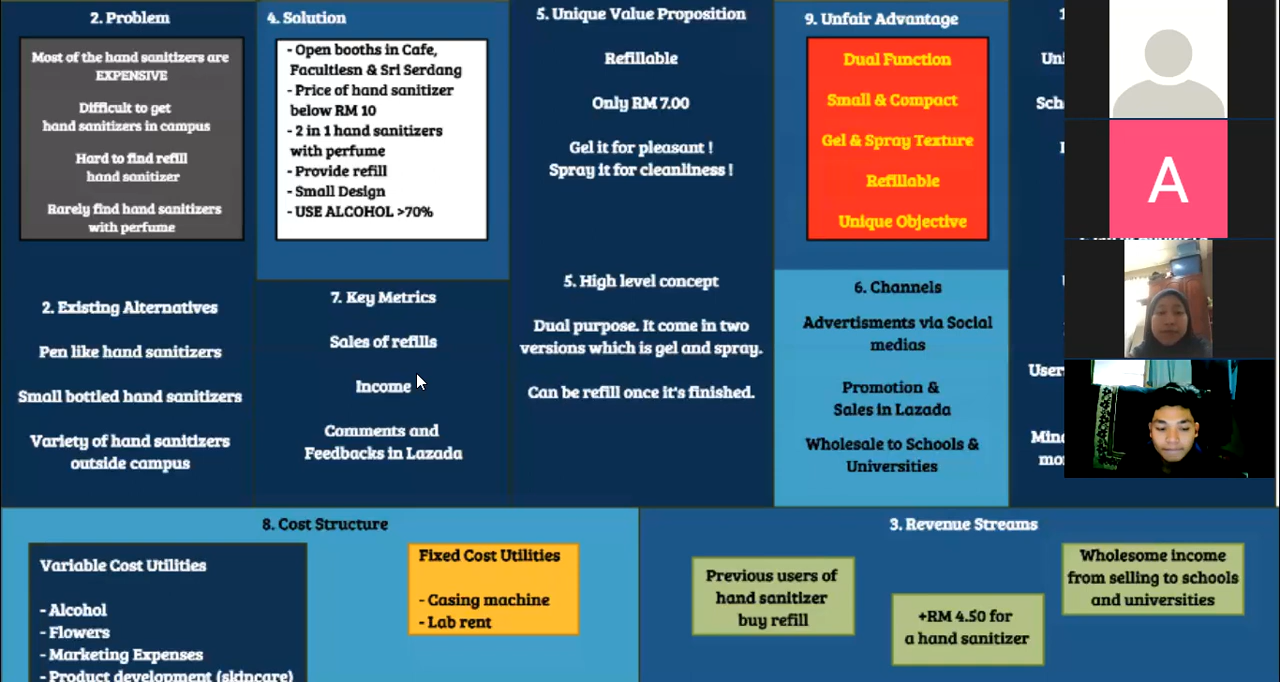 2. Problem
Most of the hand sanitizers are
EXPENSIVE
Difficult to get
hand sanitizers in campus
Hard to find refill
hand sanitizer
Rarely find hand sanitizers
with perfume
2. Existing Alternatives
Pen like hand sanitizers
Small bottled hand sanitizers
Variety of hand sanitizers
outside campus
4. Solution
- Open booths in Cafe,
Facultiesn & Sri Serdang
- Price of hand sanitizer
below RM 10
- 2 in 1 hand sanitizers
with perfume
- Provide refill
- Small Design
- USE ALCOHOL >70%
7. Key Metrics
Sales of refills
Income
Comments and
Feedbacks in Lazada
5. Unique Value Proposition
Refillable
Only RM 7.00
Gel it for pleasant !
Spray it for cleanliness !
5. High level concept
Dual purpose. It come in two
versions which is gel and spray.
Can be refill once it's finished.
9. Unfair Advantage
Dual Function
Small & Compact
Gel & Spray Texture
Refillable
Unique Objective
6. Channels
Advertisments via Social
medias
Promotion &
Sales in Lazada
Wholesale to Schools &
Universities
A
8. Cost Structure
Variable Cost Utilities
- Alcohol
- Flowers
- Marketing Expenses
- Product development (skincare)
Fixed Cost Utilities
- Casing machine
- Lab rent
3. Revenue Streams
Previous users of
hand sanitizer
buy refill
+RM 4.50 for
a hand sanitizer
Wholesome income
from selling to schools
and universities